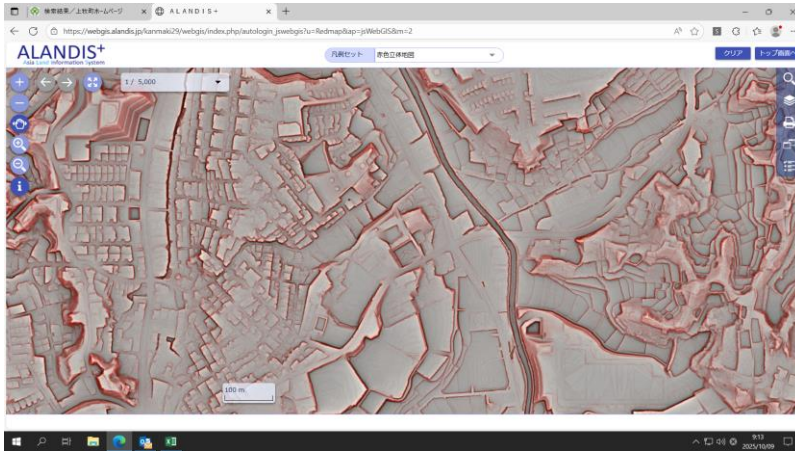 検索結果／上牧町ホームページ
ALANDIS+
https://webgis.alandis.jp/kanmaki29/webgis/index.php/autologin_jswebgis?u=Redmap&ap=jsWebGIS&m=2
ALANDIS+
Asia Land Information System
凡例セット 赤色立体地図
クリア
トップ画面へ
1 / 5,000
100 m
9:13
2025/10/09